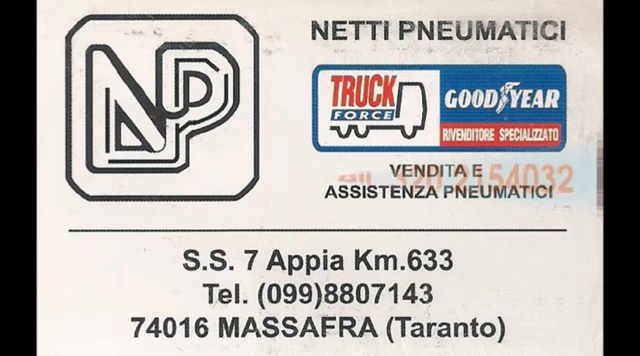 NP
NETTI PNEUMATICI
TRUCK
FORCE
GOODYEAR
RIVENDITORE SPECIALIZZATO
VENDITA E
ASSISTENZA PNEUMATICI
S.S. 7 Appia Km.633
Tel. (099)8807143
74016 MASSAFRA (Taranto)